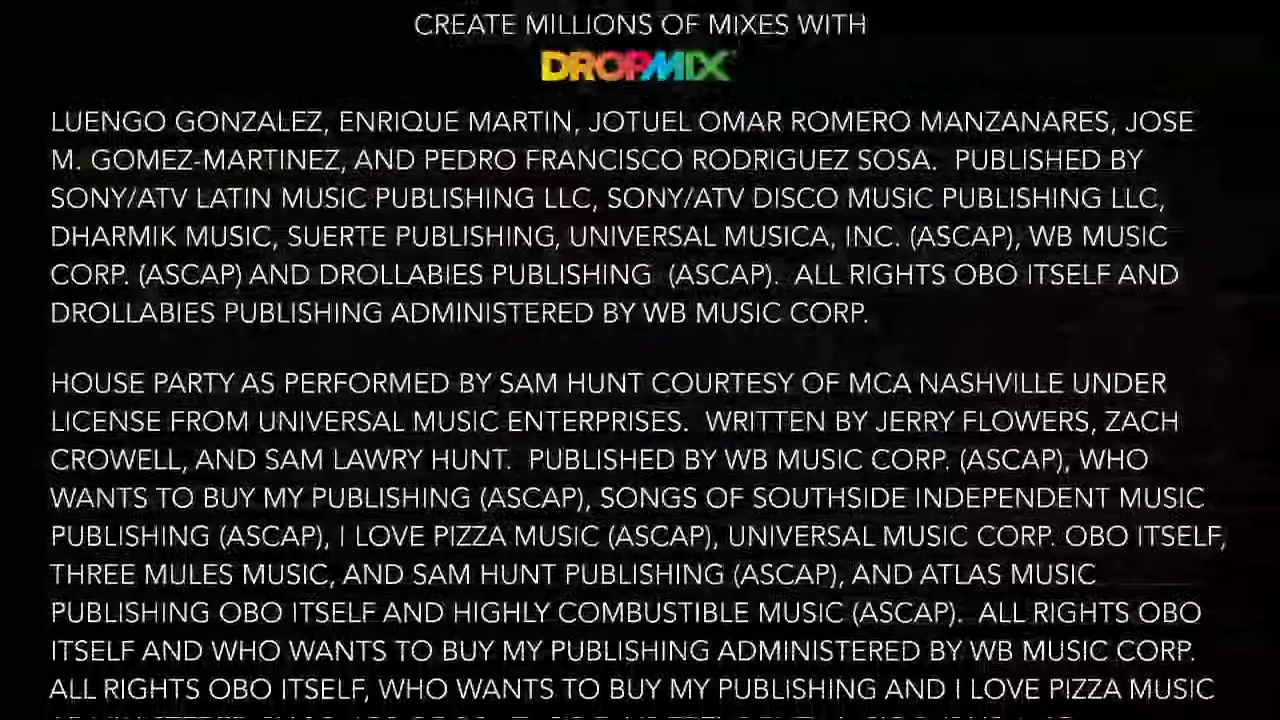 CREATE MILLIONS OF MIXES WITH
DROPMIX
LUENGO GONZALEZ, ENRIQUE MARTIN, JOTUEL OMAR ROMERO MANZANARES, JOSE
M. GOMEZ-MARTINEZ, AND PEDRO FRANCISCO RODRIGUEZ SOSA.  PUBLISHED BY
SONY/ATV LATIN MUSIC PUBLISHING LLC, SONY/ATV DISCO MUSIC PUBLISHING LLC,
DHARMIK MUSIC, SUERTE PUBLISHING, UNIVERSAL MUSICA, INC. (ASCAP), WB MUSIC
CORP. (ASCAP) AND DROLLABIES PUBLISHING  (ASCAP).  ALL RIGHTS OBO ITSELF AND
DROLLABIES PUBLISHING ADMINISTERED BY WB MUSIC CORP.
HOUSE PARTY AS PERFORMED BY SAM HUNT COURTESY OF MCA NASHVILLE UNDER
LICENSE FROM UNIVERSAL MUSIC ENTERPRISES.  WRITTEN BY JERRY FLOWERS, ZACH
CROWELL, AND SAM LAWRY HUNT.  PUBLISHED BY WB MUSIC CORP. (ASCAP), WHO
WANTS TO BUY MY PUBLISHING (ASCAP), SONGS OF SOUTHSIDE INDEPENDENT MUSIC
PUBLISHING (ASCAP), I LOVE PIZZA MUSIC (ASCAP), UNIVERSAL MUSIC CORP. OBO ITSELF,
THREE MULES MUSIC, AND SAM HUNT PUBLISHING (ASCAP), AND ATLAS MUSIC
PUBLISHING OBO ITSELF AND HIGHLY COMBUSTIBLE MUSIC (ASCAP).  ALL RIGHTS OBO
ITSELF AND WHO WANTS TO BUY MY PUBLISHING ADMINISTERED BY WB MUSIC CORP.
ALL RIGHTS OBO ITSELF, WHO WANTS TO BUY MY PUBLISHING AND I LOVE PIZZA MUSIC